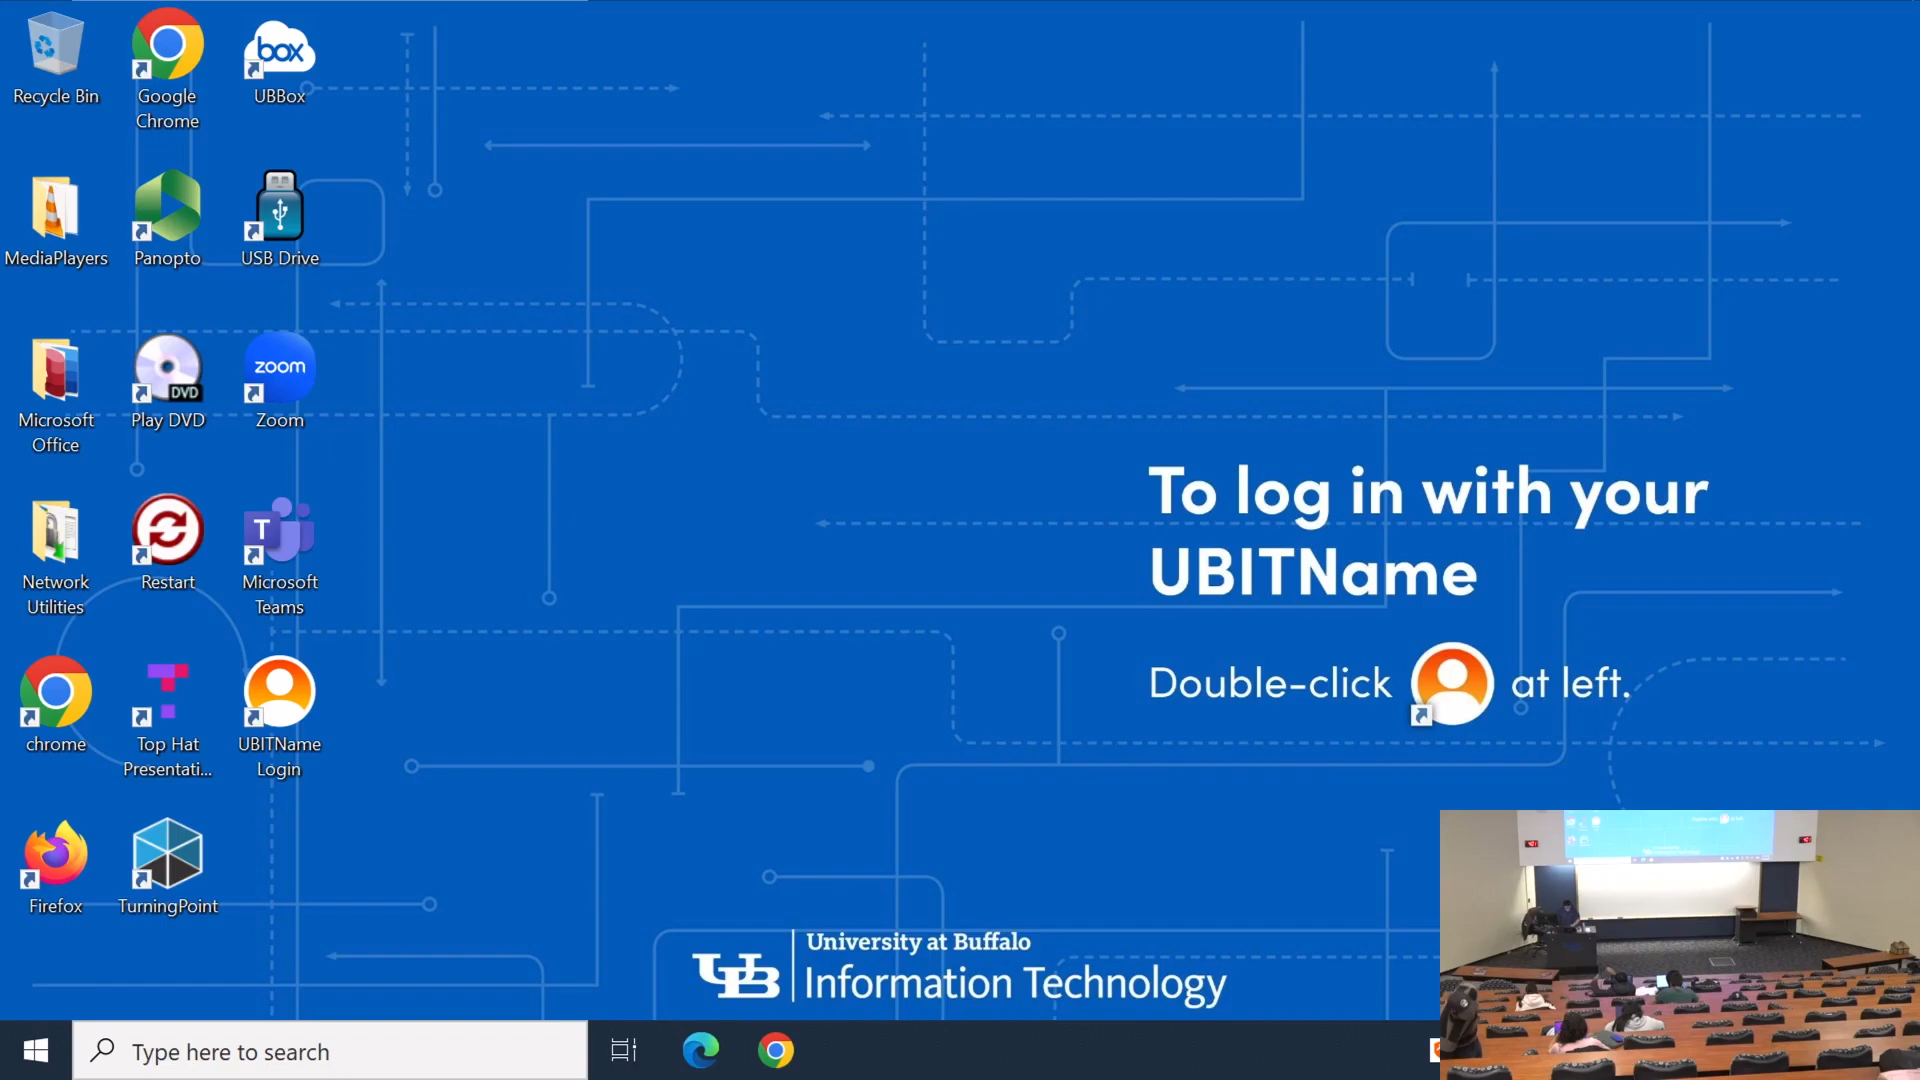 Recycle Bin
Google
Chrome
box
UBBox
MediaPlayers
Panopto
USB Drive
Microsoft
Office
DVD
Play DVD
zoom
Zoom
Network
Utilities
Restart
T
Microsoft
Teams
chrome
Top Hat
Presentati...
UBITName
Login
Firefox
TurningPoint
To log in with your
UBITName
Double-click at left.
UB
University at Buffalo
Information Technology
Type here to search